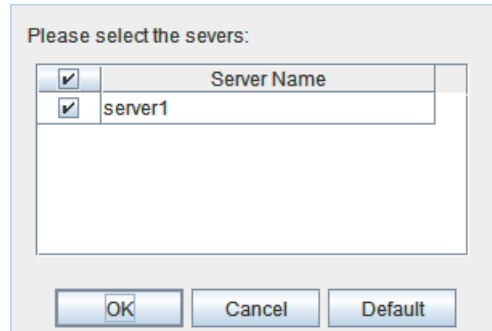 Please select the severs:
Server Name
server1
OK Cancel Default